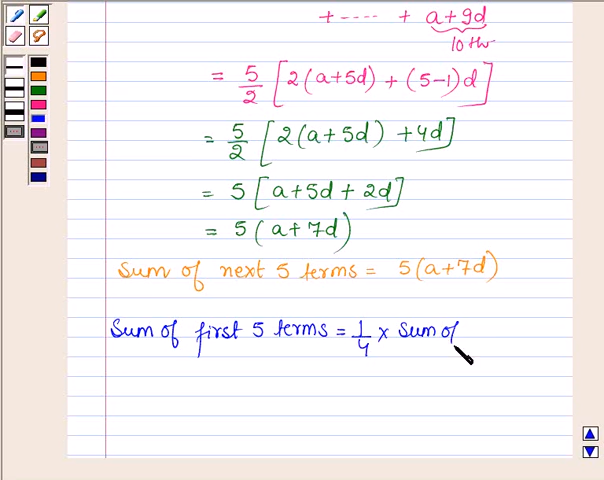 + ---- + a+9d
10th
= 5/2 [2(a+5d) + (5-1)d]
= 5/2 [2(a+5d) + 4d]
= 5[a+5d+2d]
= 5(a+7d)
Sum of next 5 terms = 5(a+7d)
Sum of first 5 terms = 1/4 x Sum of